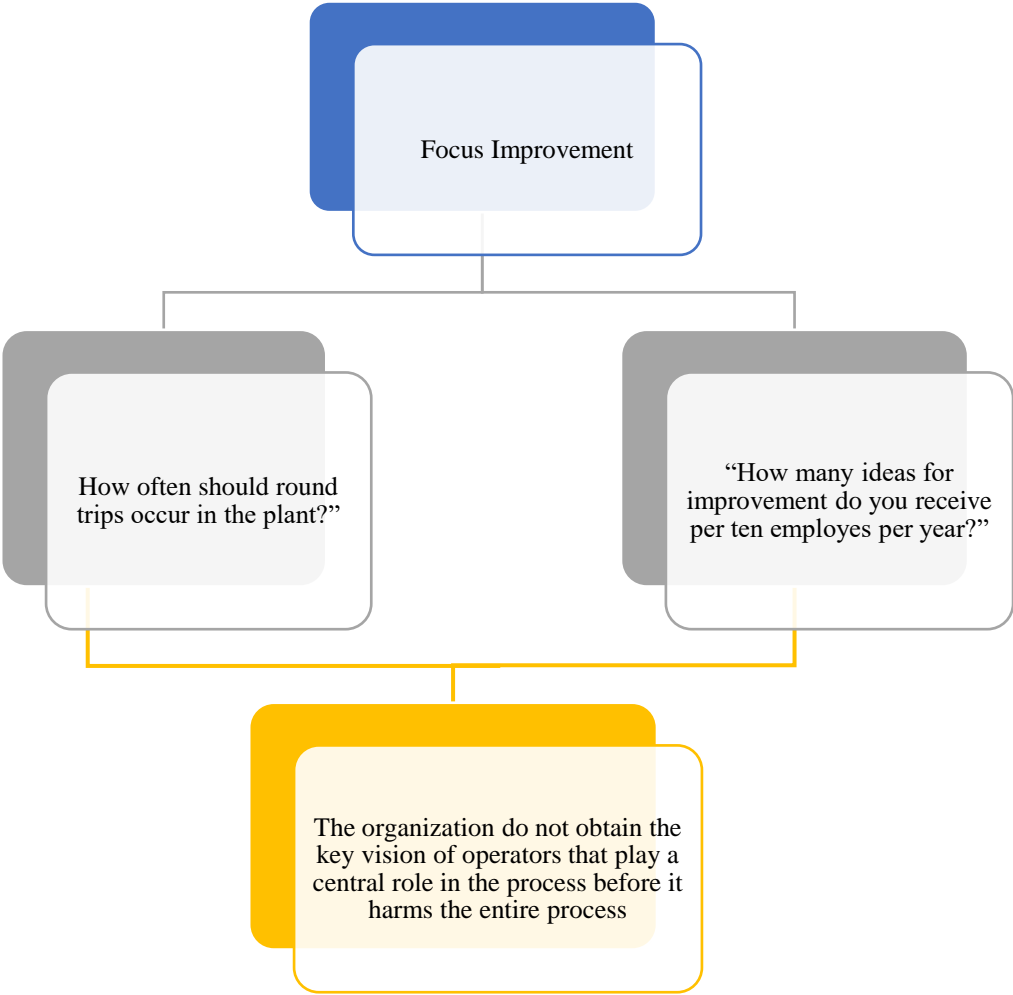 Focus Improvement
How often should round
trips occur in the plant?”
“How many ideas for
improvement do you receive
per ten employes per year?”
The organization do not obtain the
key vision of operators that play a
central role in the process before it
harms the entire process